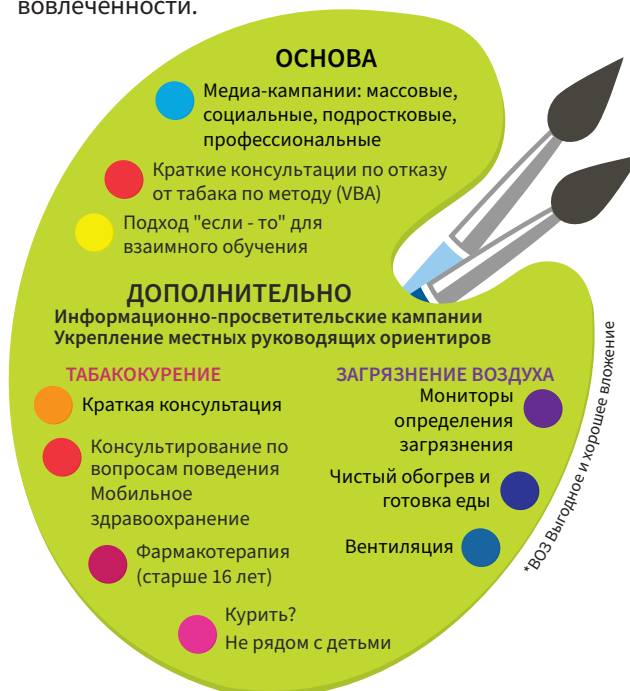 вовлеченности.
ОСНОВА
Медиа-кампании: массовые,
социальные, подростковые,
профессиональные
Краткие консультации по отказу
от табака по методу (VBA)
Подход "если - то" для
взаимного обучения
ДОПОЛНИТЕЛЬНО
Информационно-просветительские кампании
Укрепление местных руководящих ориентиров
ТАБАКОКУРЕНИЕ
Краткая консультация
Консультирование по
вопросам поведения
Мобильное
здравоохранение
Фармакотерапия
(старше 16 лет)
ЗАГРЯЗНЕНИЕ ВОЗДУХА
Мониторы
определения
загрязнения
Чистый обогрев и
готовка еды
Вентиляция
Курить?
Не рядом с детьми
*ВОЗ Выгодное и хорошее вложение